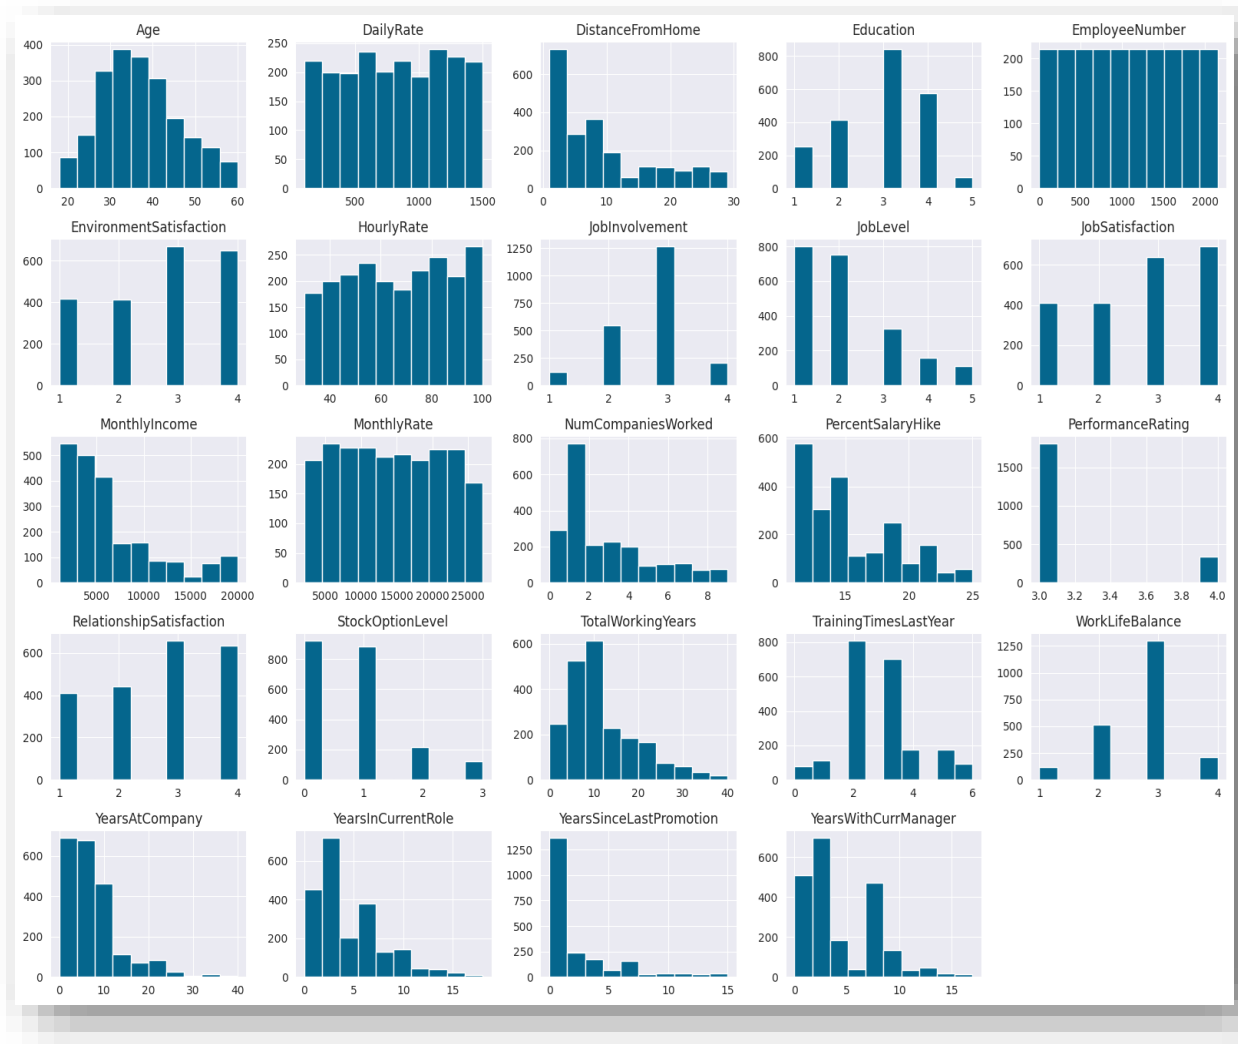 Age DailyRate DistanceFromHome Education EmployeeNumber
400 300 200 100 0
20 30 40 50 60
250 200 150 100 50 0
500 1000 1500
600 400 200 0
0 10 20 30
800 600 400 200 0
1 2 3 4 5
200 150 100 50 0
0 500 1000 1500 2000
EnvironmentSatisfaction HourlyRate JobInvolvement JobLevel JobSatisfaction
600 400 200 0
1 2 3 4
250 200 150 100 50 0
40 60 80 100
1250 1000 750 500 250 0
1 2 3 4
800 600 400 200 0
1 2 3 4 5
600 400 200 0
1 2 3 4
MonthlyIncome MonthlyRate NumCompaniesWorked PercentSalaryHike PerformanceRating
500 400 300 200 100 0
5000 10000 15000 20000
200 150 100 50 0
5000 10000 15000 20000 25000
800 600 400 200 0
0 2 4 6 8
600 400 200 0
15 20 25
1500 1000 500 0
3.0 3.2 3.4 3.6 3.8 4.0
RelationshipSatisfaction StockOptionLevel TotalWorkingYears TrainingTimesLastYear WorkLifeBalance
600 400 200 0
1 2 3 4
800 600 400 200 0
0 1 2 3
600 400 200 0
0 10 20 30 40
800 600 400 200 0
0 2 4 6
1250 1000 750 500 250 0
1 2 3 4
YearsAtCompany YearsInCurrentRole YearsSinceLastPromotion YearsWithCurrManager
600 400 200 0
0 10 20 30 40
600 400 200 0
0 5 10 15
1250 1000 750 500 250 0
0 5 10 15
600 400 200 0
0 5 10 15